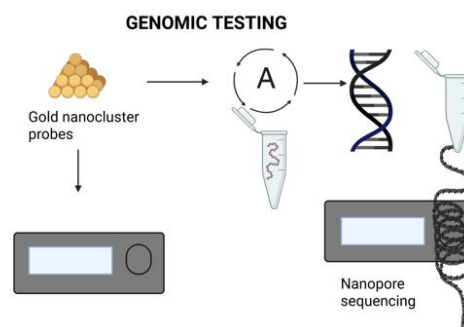 GENOMIC TESTING
A
Gold nanocluster
probes
Nanopore
sequencing